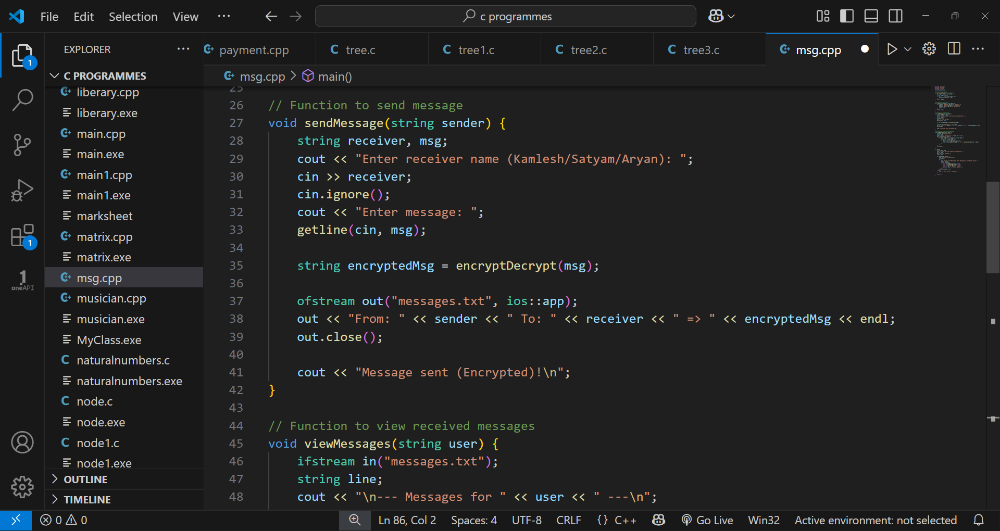 File Edit Selection View ··· c programmes
EXPLORER ···
C PROGRAMMES
liberary.cpp
liberary.exe
main.cpp
main.exe
main1.cpp
main1.exe
marksheet
matrix.cpp
matrix.exe
msg.cpp
musician.cpp
musician.exe
MyClass.exe
naturalnumbers.c
naturalnumbers.exe
node.c
node.exe
node1.c
node1.exe
OUTLINE
TIMELINE
1
1
1
oneAPI
payment.cpp tree.c tree1.c tree2.c tree3.c msg.cpp
msg.cpp > main()
25
26 // Function to send message
27 void sendMessage(string sender) {
28     string receiver, msg;
29     cout << "Enter receiver name (Kamlesh/Satyam/Aryan): ";
30     cin >> receiver;
31     cin.ignore();
32     cout << "Enter message: ";
33     getline(cin, msg);
34
35     string encryptedMsg = encryptDecrypt(msg);
36
37     ofstream out("messages.txt", ios::app);
38     out << "From: " << sender << " To: " << receiver << " => " << encryptedMsg << endl;
39     out.close();
40
41     cout << "Message sent (Encrypted)!\n";
42 }
43
44 // Function to view received messages
45 void viewMessages(string user) {
46     ifstream in("messages.txt");
47     string line;
48     cout << "\n--- Messages for " << user << " ---\n";
0 0 Ln 86, Col 2 Spaces: 4 UTF-8 CRLF {} C++ Go Live Win32 Active environment: not selected